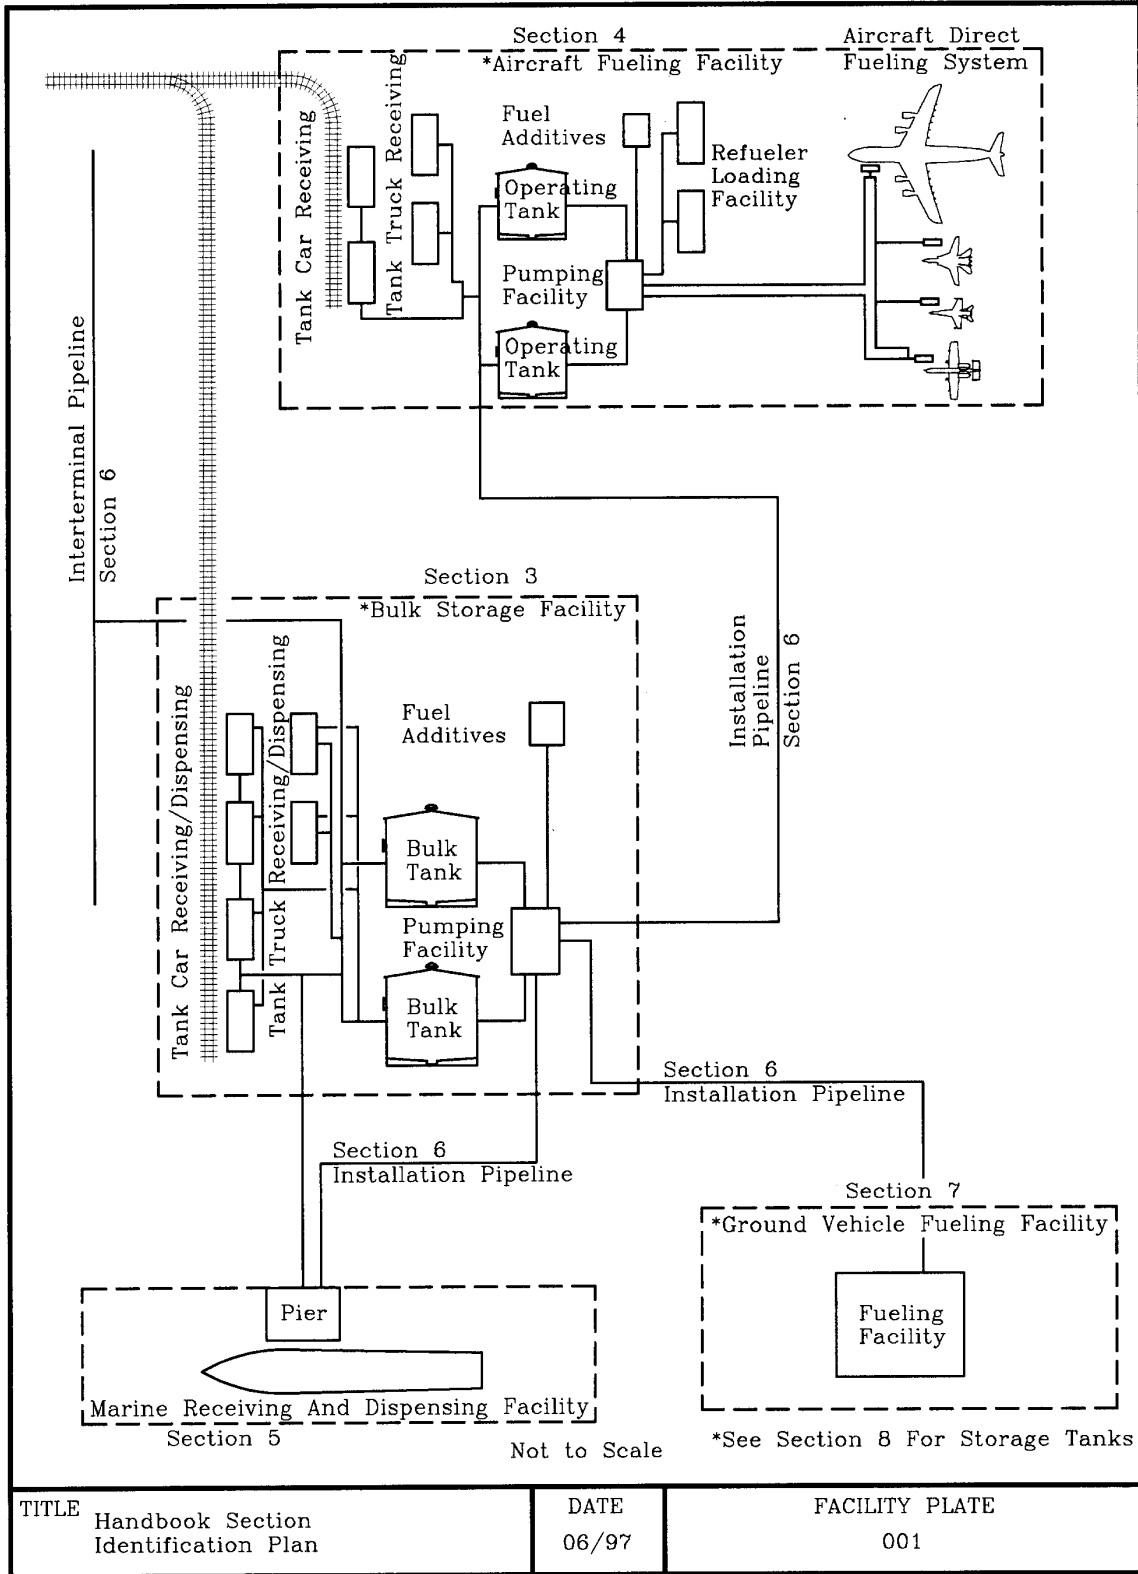 Section 4
*Aircraft Fueling Facility
Aircraft Direct
Fueling System
Tank Car Receiving
Tank Truck Receiving
Fuel
Additives
Refueler
Loading
Facility
Operating
Tank
Pumping
Facility
Operating
Tank
Interterminal Pipeline
Section 6
Section 3
*Bulk Storage Facility
Installation
Pipeline
Section 6
Tank Car Receiving/Dispensing
Tank Truck Receiving/Dispensing
Fuel
Additives
Bulk
Tank
Pumping
Facility
Bulk
Tank
Section 6
Installation Pipeline
Section 6
Installation Pipeline
Section 7
*Ground Vehicle Fueling Facility
Fueling
Facility
Pier
Marine Receiving And Dispensing Facility
Section 5
Not to Scale
*See Section 8 For Storage Tanks
TITLE
Handbook Section
Identification Plan
DATE
06/97
FACILITY PLATE
001